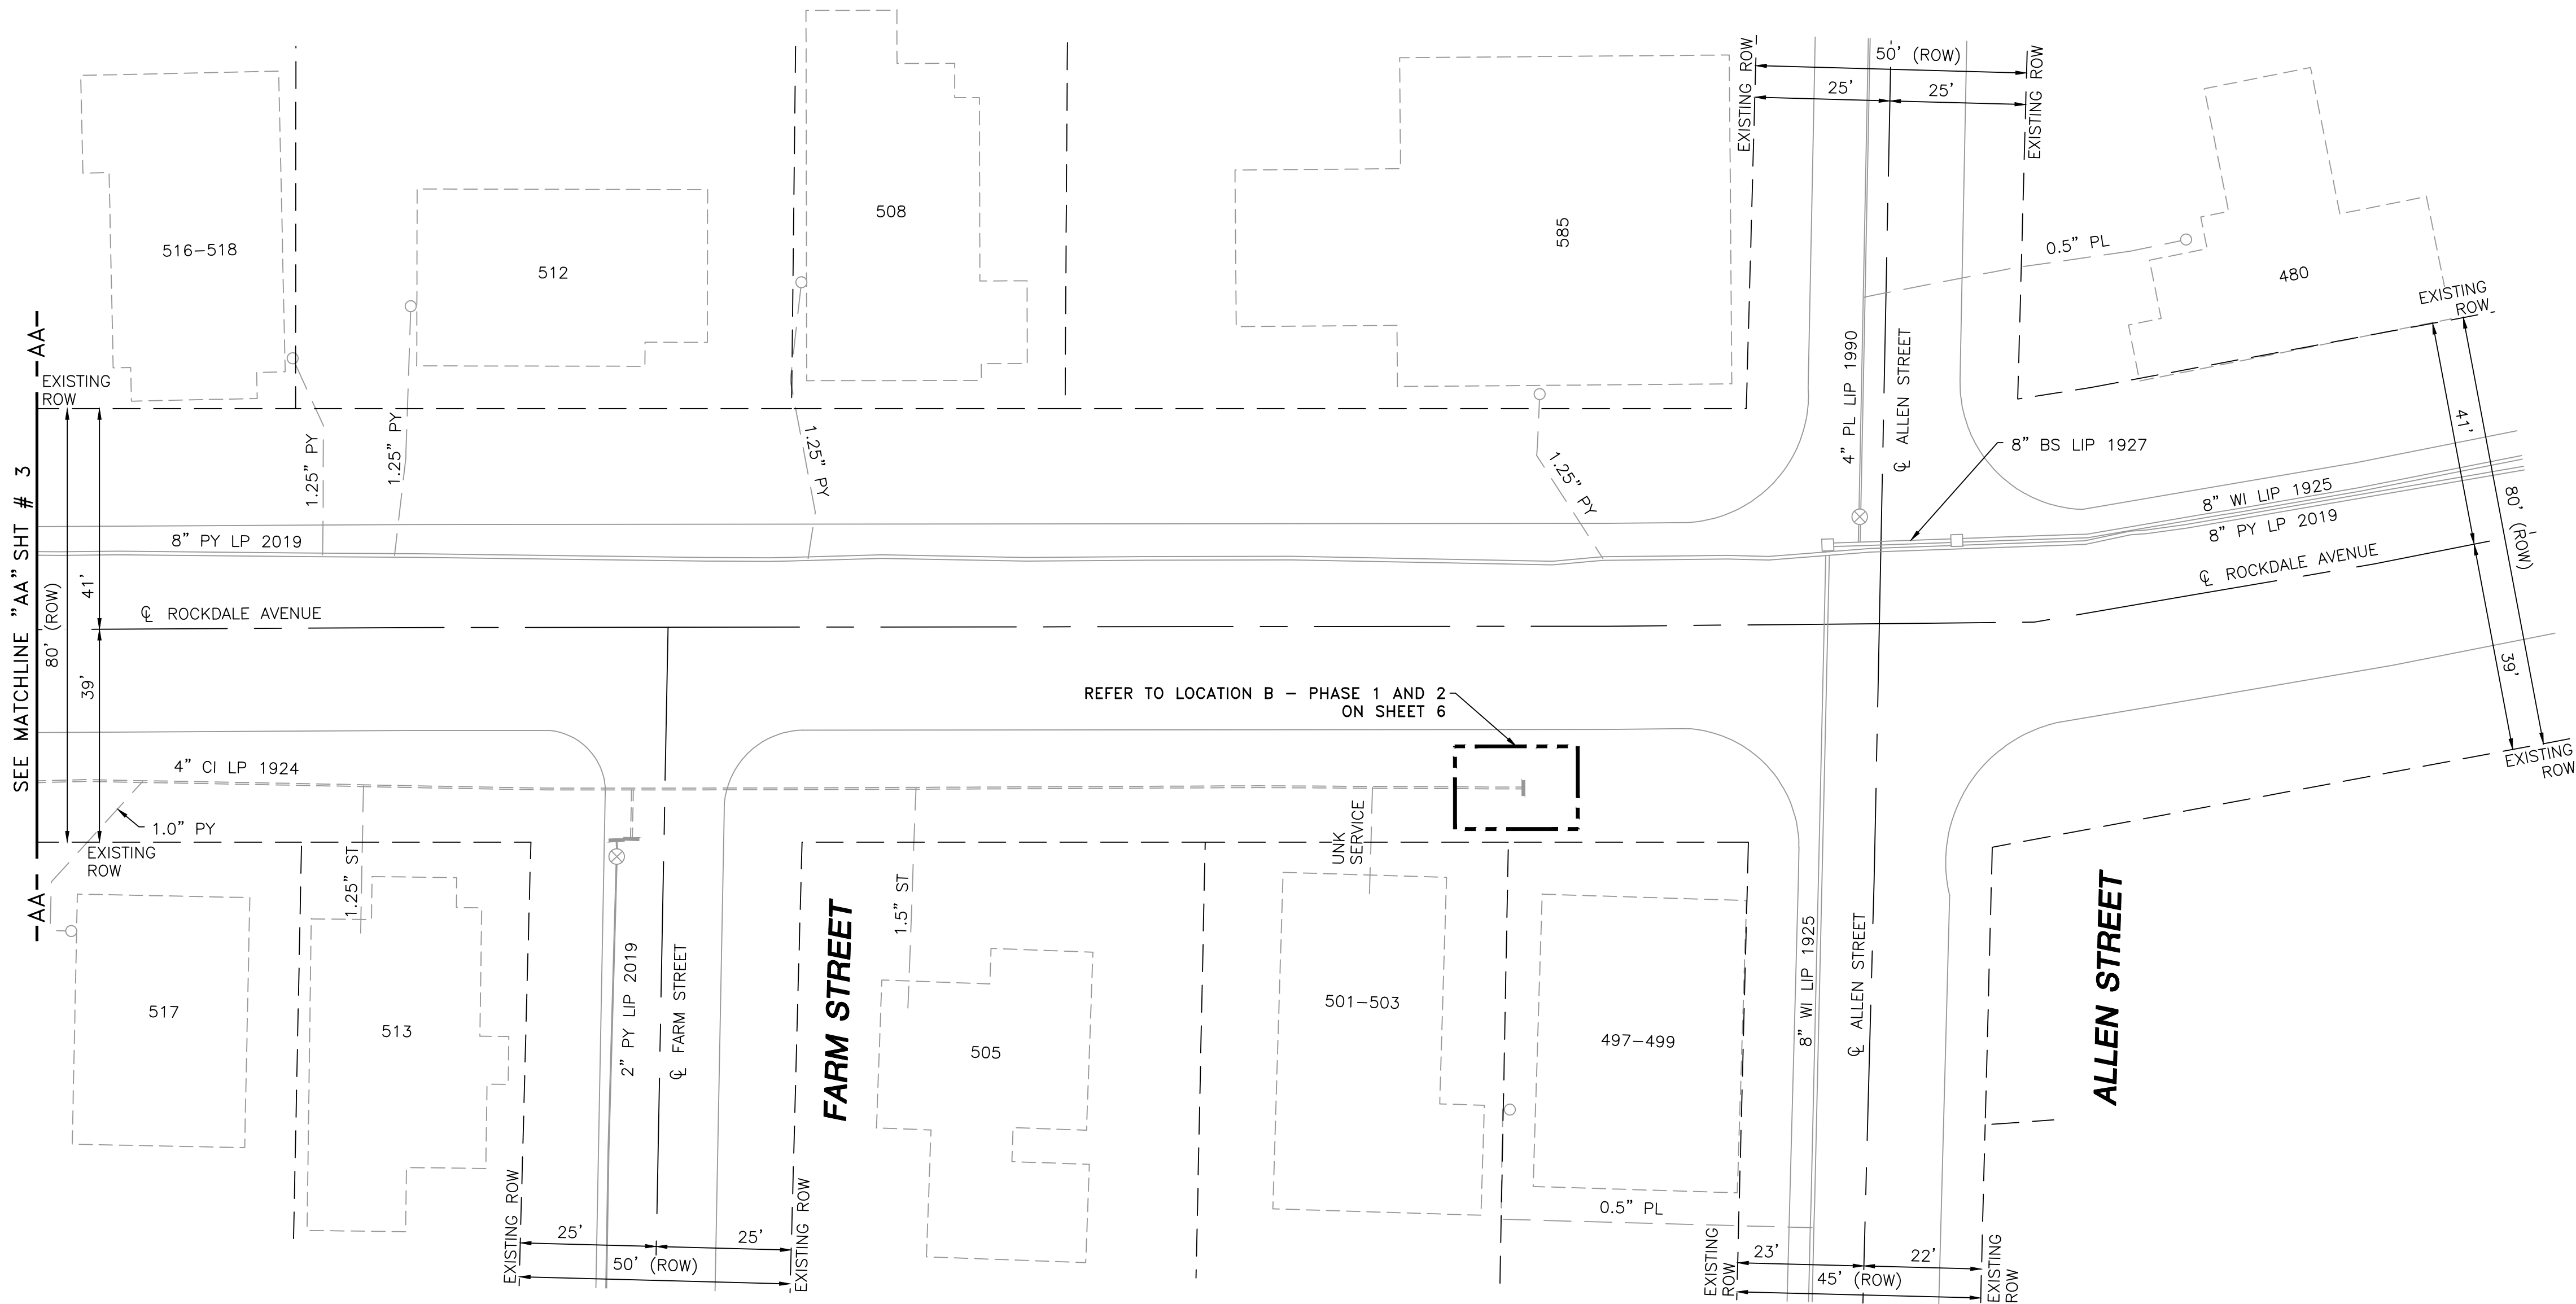 50' (ROW)
25'
25'
EXISTING ROW
EXISTING ROW
EXISTING ROW
EXISTING ROW
516-518
512
508
585
480
0.5" PL
EXISTING
ROW
AA
EXISTING
ROW
SEE MATCHLINE "AA" SHT # 3
1.25" PY
1.25" PY
1.25" PY
1.25" PY
4" PL LIP 1990
℄ ALLEN STREET
8" BS LIP 1927
8" WI LIP 1925
8" PY LP 2019
8" PY LP 2019
41'
80' (ROW)
39'
41'
80' (ROW)
39'
℄ ROCKDALE AVENUE
℄ ROCKDALE AVENUE
REFER TO LOCATION B - PHASE 1 AND 2
ON SHEET 6
4" CI LP 1924
1.0" PY
EXISTING
ROW
EXISTING
ROW
AA
1.25" ST
1.5" ST
UNK
SERVICE
517
513
2" PY LIP 2019
℄ FARM STREET
FARM STREET
505
501-503
497-499
8" WI LIP 1925
℄ ALLEN STREET
ALLEN STREET
0.5" PL
EXISTING ROW
25'
25'
50' (ROW)
EXISTING ROW
EXISTING
ROW
23'
22'
45' (ROW)
EXISTING
ROW